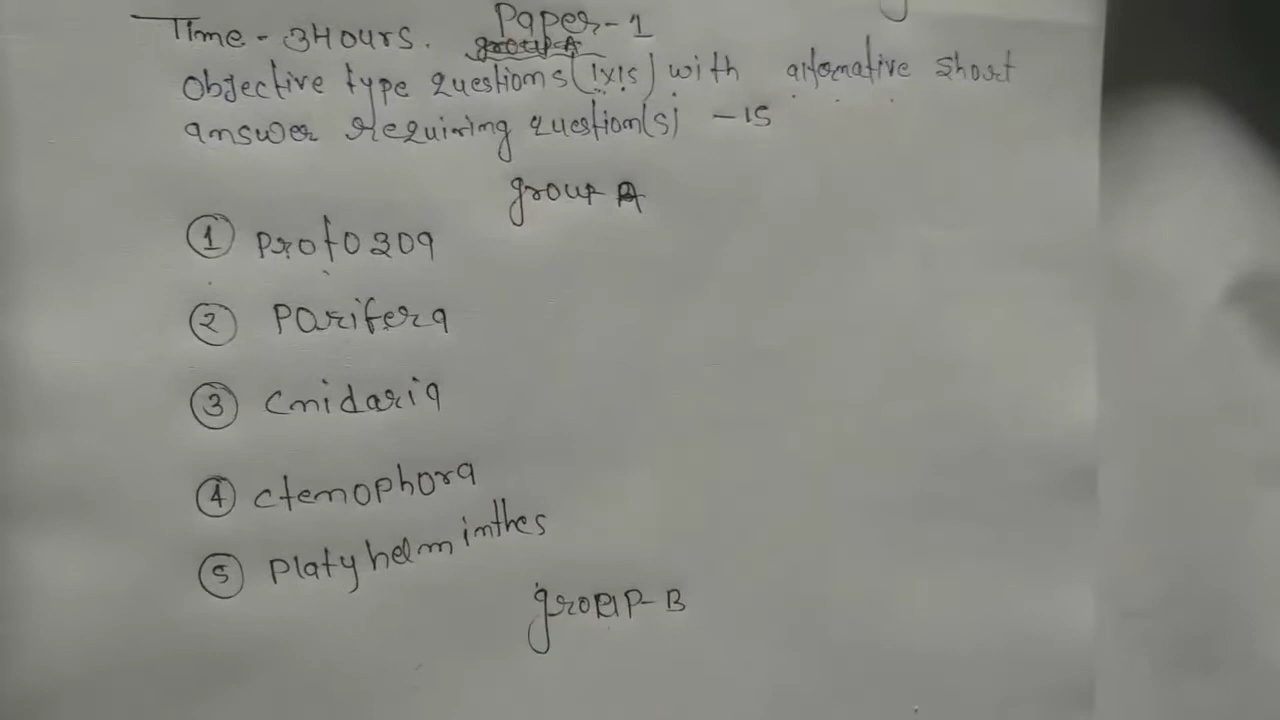 Time - 3Hours. Paper-1
group-A
Objective type questions(1x15) with alternative short
answer requiring question(s) -15
group A
① Protozoa
② Porifera
③ Cnidaria
④ Ctenophora
⑤ Platyhelminthes
group-B